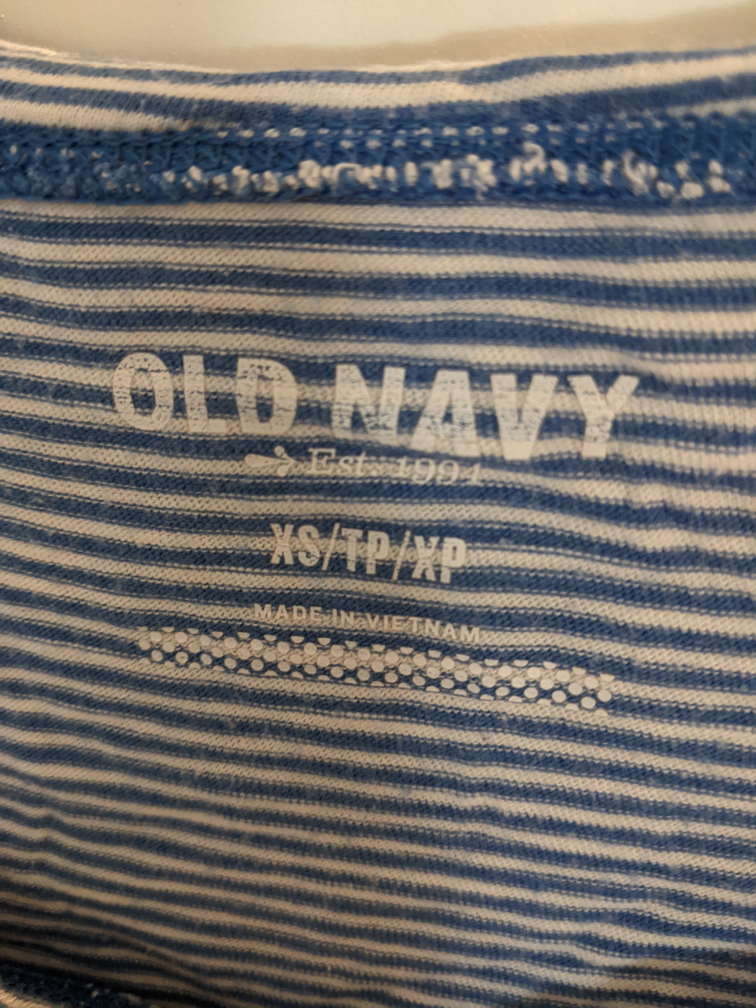 OLD NAVY
Est. 1994
XS/TP/XP
MADE IN VIETNAM